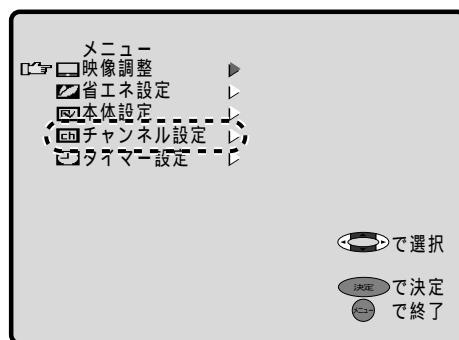 メニュー
映像調整
省エネ設定
本体設定
ch チャンネル設定
タイマー設定
で選択
決定 で決定
メニュー で終了